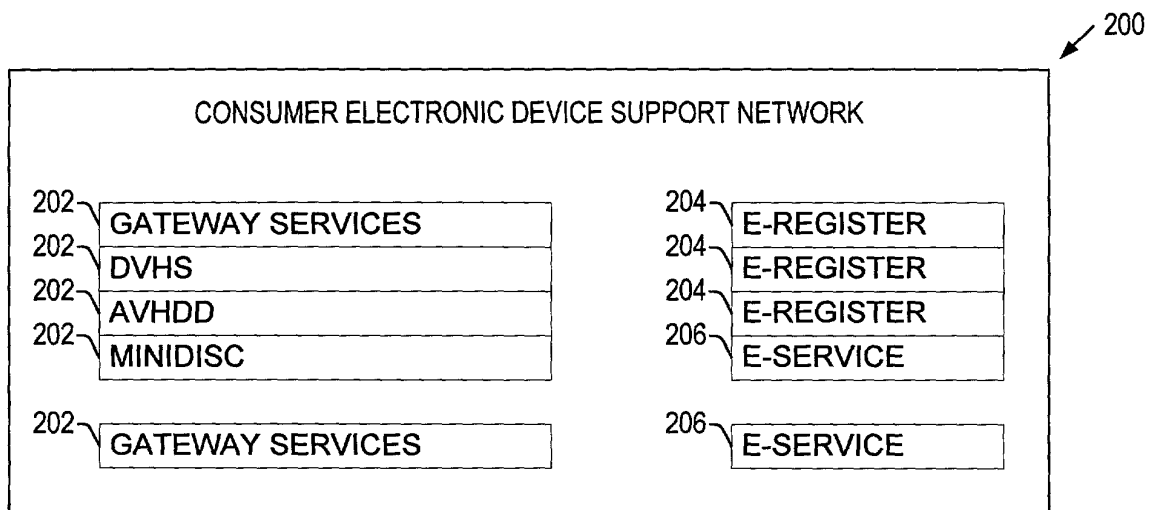 200
CONSUMER ELECTRONIC DEVICE SUPPORT NETWORK
202 GATEWAY SERVICES 204 E-REGISTER
202 DVHS 204 E-REGISTER
202 AVHDD 204 E-REGISTER
202 MINIDISC 206 E-SERVICE
202 GATEWAY SERVICES 206 E-SERVICE